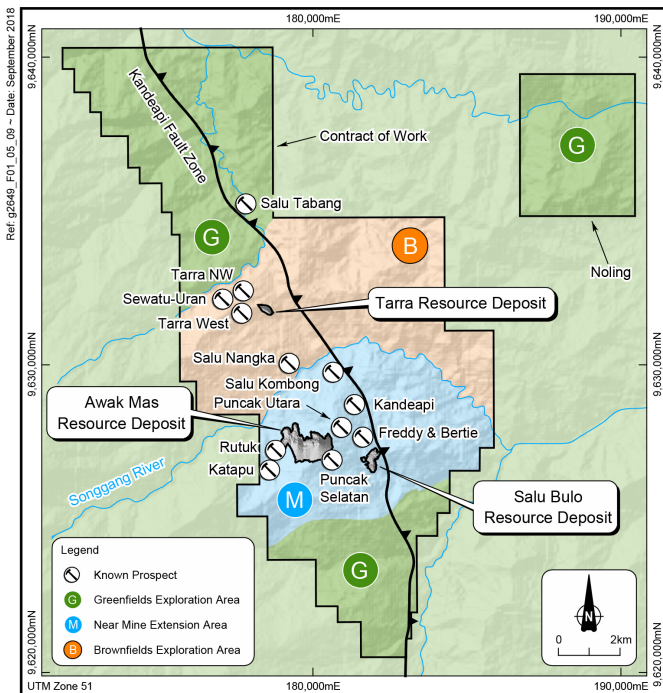 Ref: g2649_F01_05_09 ~ Date: September 2018
180,000mE
190,000mE
9,640,000mN
9,640,000mN
Kandeapi Fault Zone
Contract of Work
G
Salu Tabang
G
B
Noling
Tarra NW
Sewatu-Uran
Tarra West
Tarra Resource Deposit
9,630,000mN
9,630,000mN
Salu Nangka
Salu Kombong
Puncak Utara
Kandeapi
Awak Mas
Resource Deposit
Freddy & Bertie
Rutuk
Katapu
Puncak
Selatan
Songgang River
M
Salu Bulo
Resource Deposit
G
Legend
Known Prospect
G Greenfields Exploration Area
M Near Mine Extension Area
B Brownfields Exploration Area
N
0 2km
9,620,000mN
9,620,000mN
UTM Zone 51
180,000mE
190,000mE